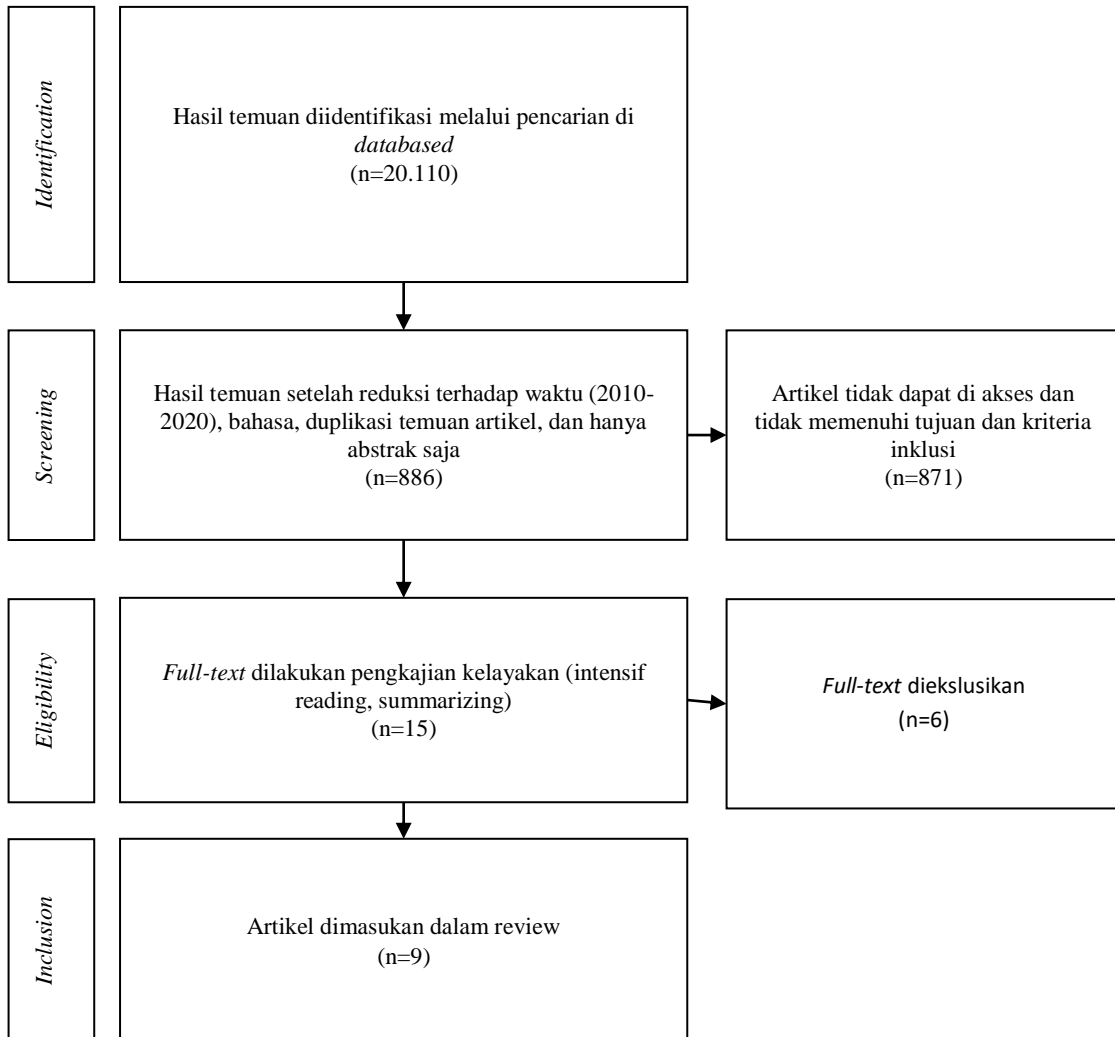 Identification
Hasil temuan diidentifikasi melalui pencarian di
databased
(n=20.110)
Screening
Hasil temuan setelah reduksi terhadap waktu (2010-
2020), bahasa, duplikasi temuan artikel, dan hanya
abstrak saja
(n=886)
Artikel tidak dapat di akses dan
tidak memenuhi tujuan dan kriteria
inklusi
(n=871)
Eligibility
Full-text dilakukan pengkajian kelayakan (intensif
reading, summarizing)
(n=15)
Full-text diekslusikan
(n=6)
Inclusion
Artikel dimasukan dalam review
(n=9)